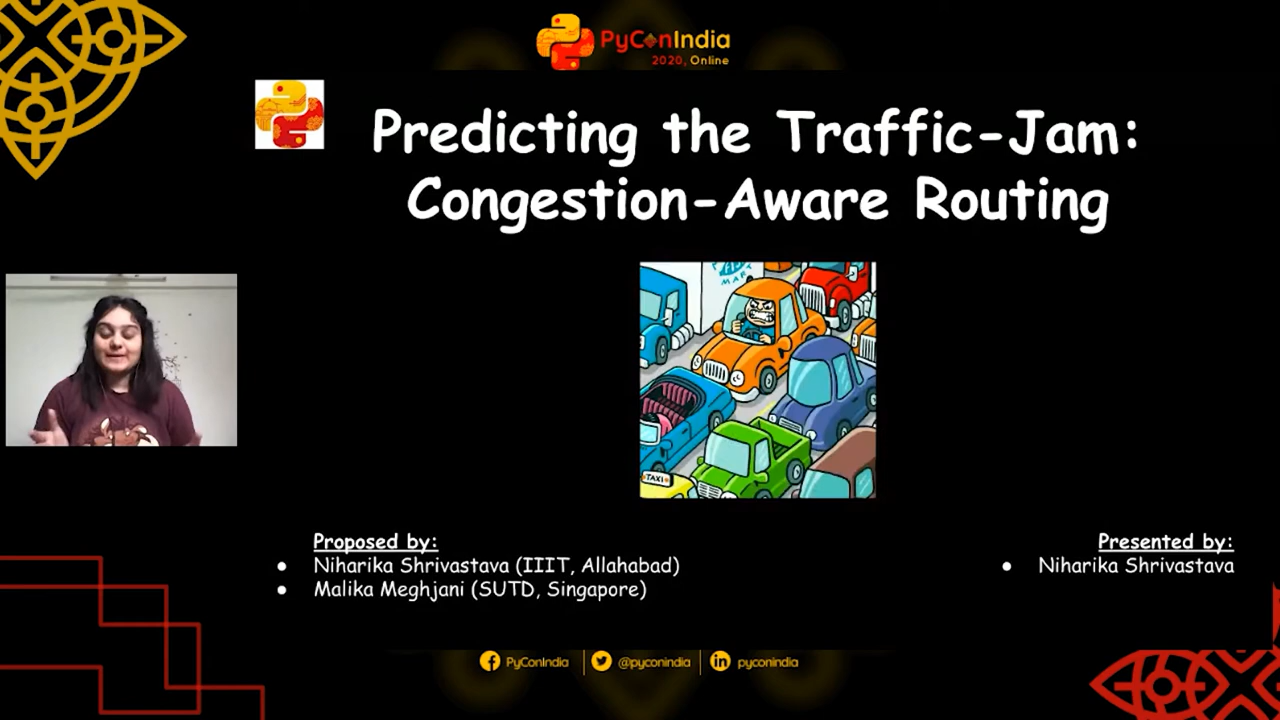 PyConIndia
2020, Online
Predicting the Traffic-Jam:
Congestion-Aware Routing
MART
TAXI
Proposed by:
Niharika Shrivastava (IIIT, Allahabad)
Malika Meghjani (SUTD, Singapore)
Presented by:
Niharika Shrivastava
PyConIndia
@pyconindia
pyconindia